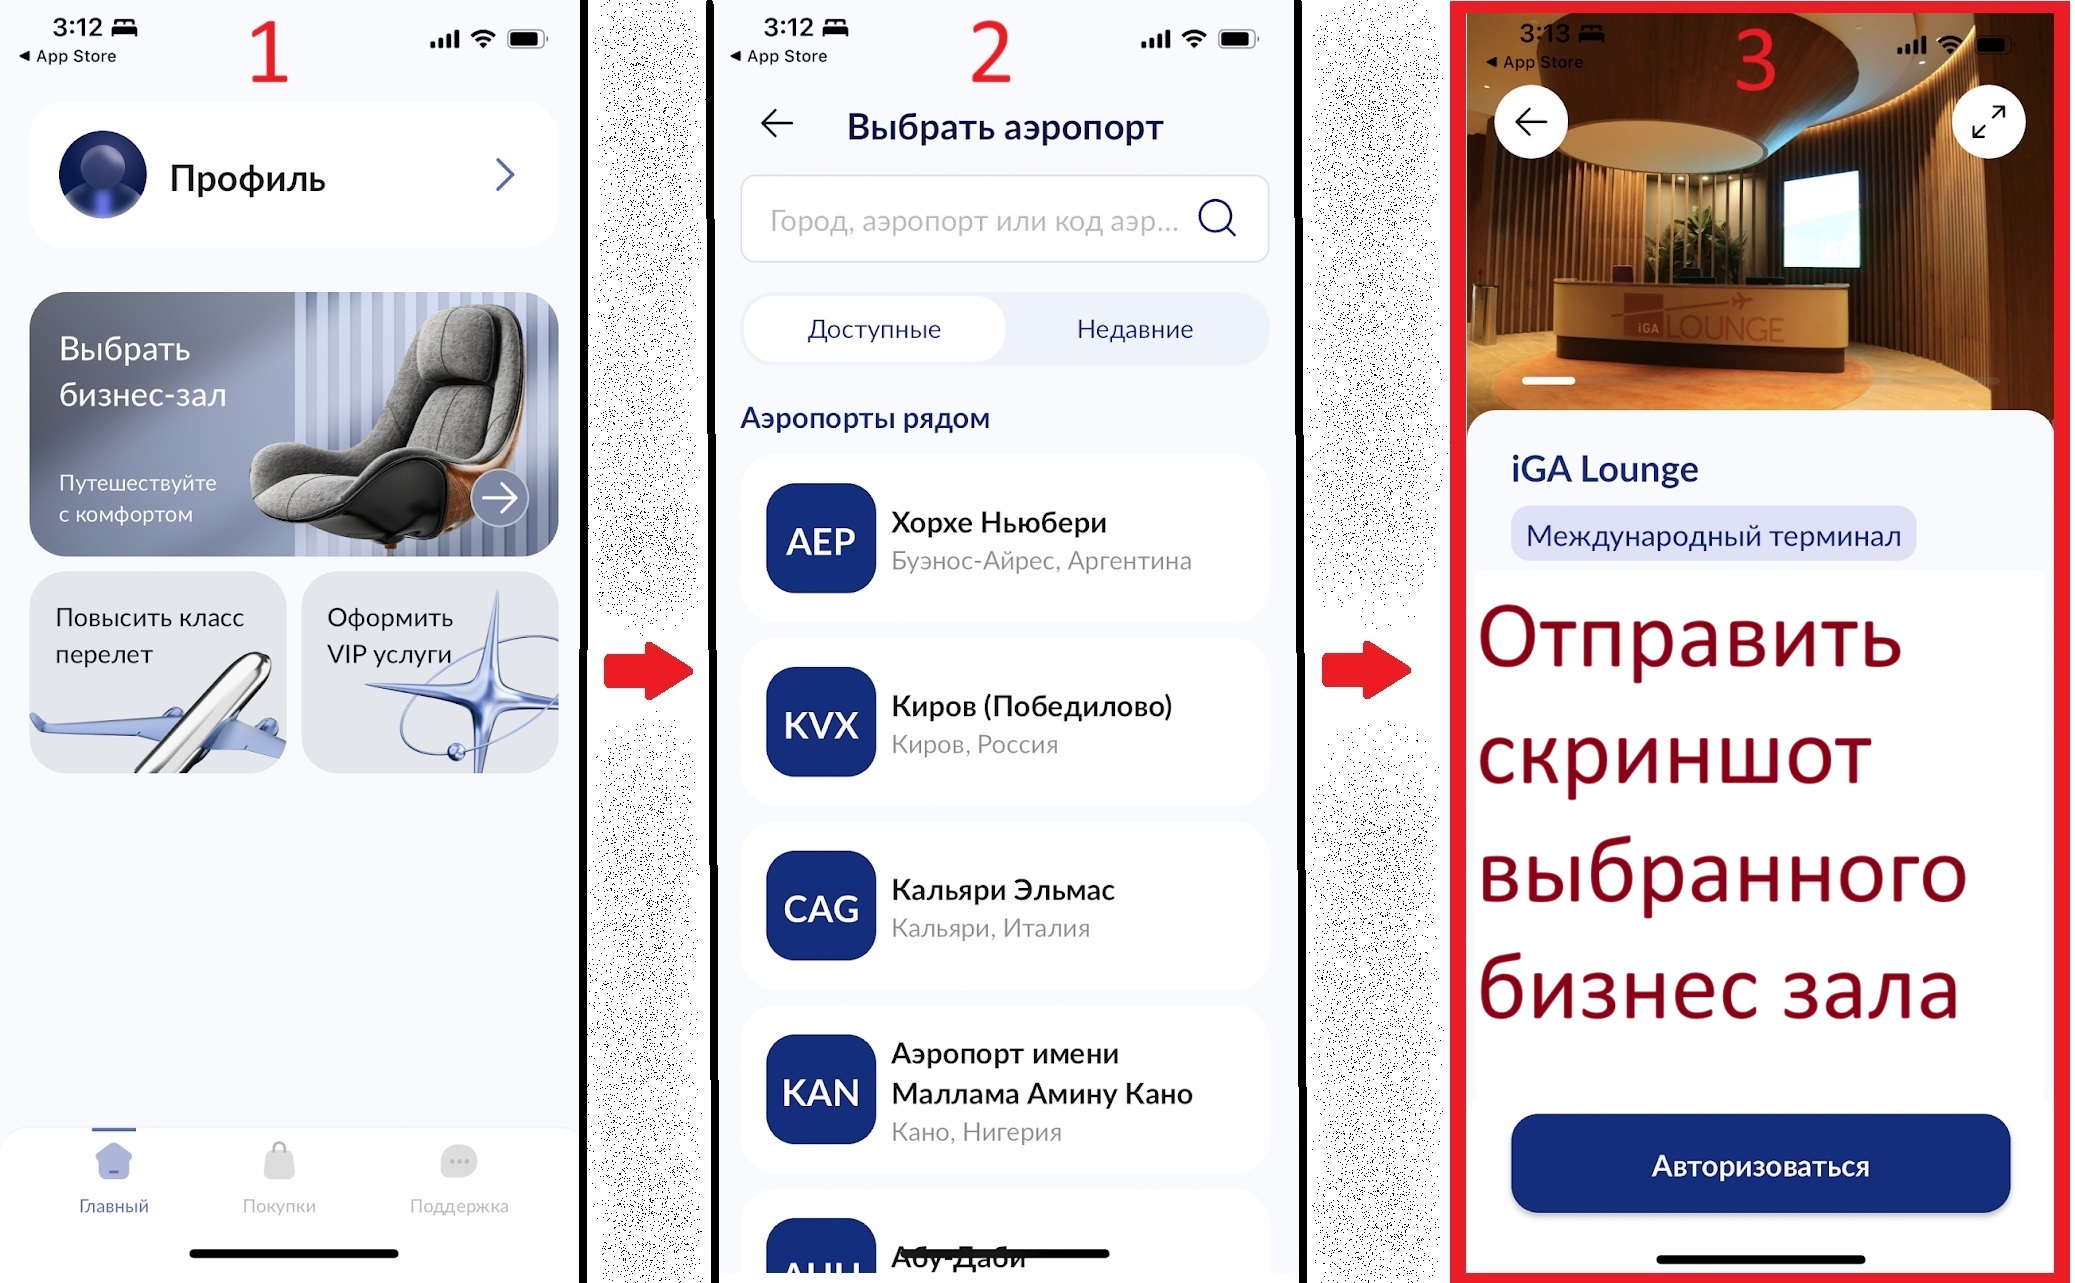 3:12
App Store
1
Профиль
Выбрать
бизнес-зал
Путешествуйте
с комфортом
Повысить класс
перелет
Оформить
VIP услуги
Главный
Покупки
Поддержка
3:12
App Store
2
Выбрать аэропорт
Город, аэропорт или код аэр...
Доступные
Недавние
Аэропорты рядом
AEP
Хорхе Ньюбери
Буэнос-Айрес, Аргентина
KVX
Киров (Победилово)
Киров, Россия
CAG
Кальяри Эльмас
Кальяри, Италия
KAN
Аэропорт имени
Маллама Амину Кано
Кано, Нигерия
Абу-Даби
3:13
App Store
3
iGA
iGA LOUNGE
iGA Lounge
Международный терминал
Отправить
скриншот
выбранного
бизнес зала
Авторизоваться